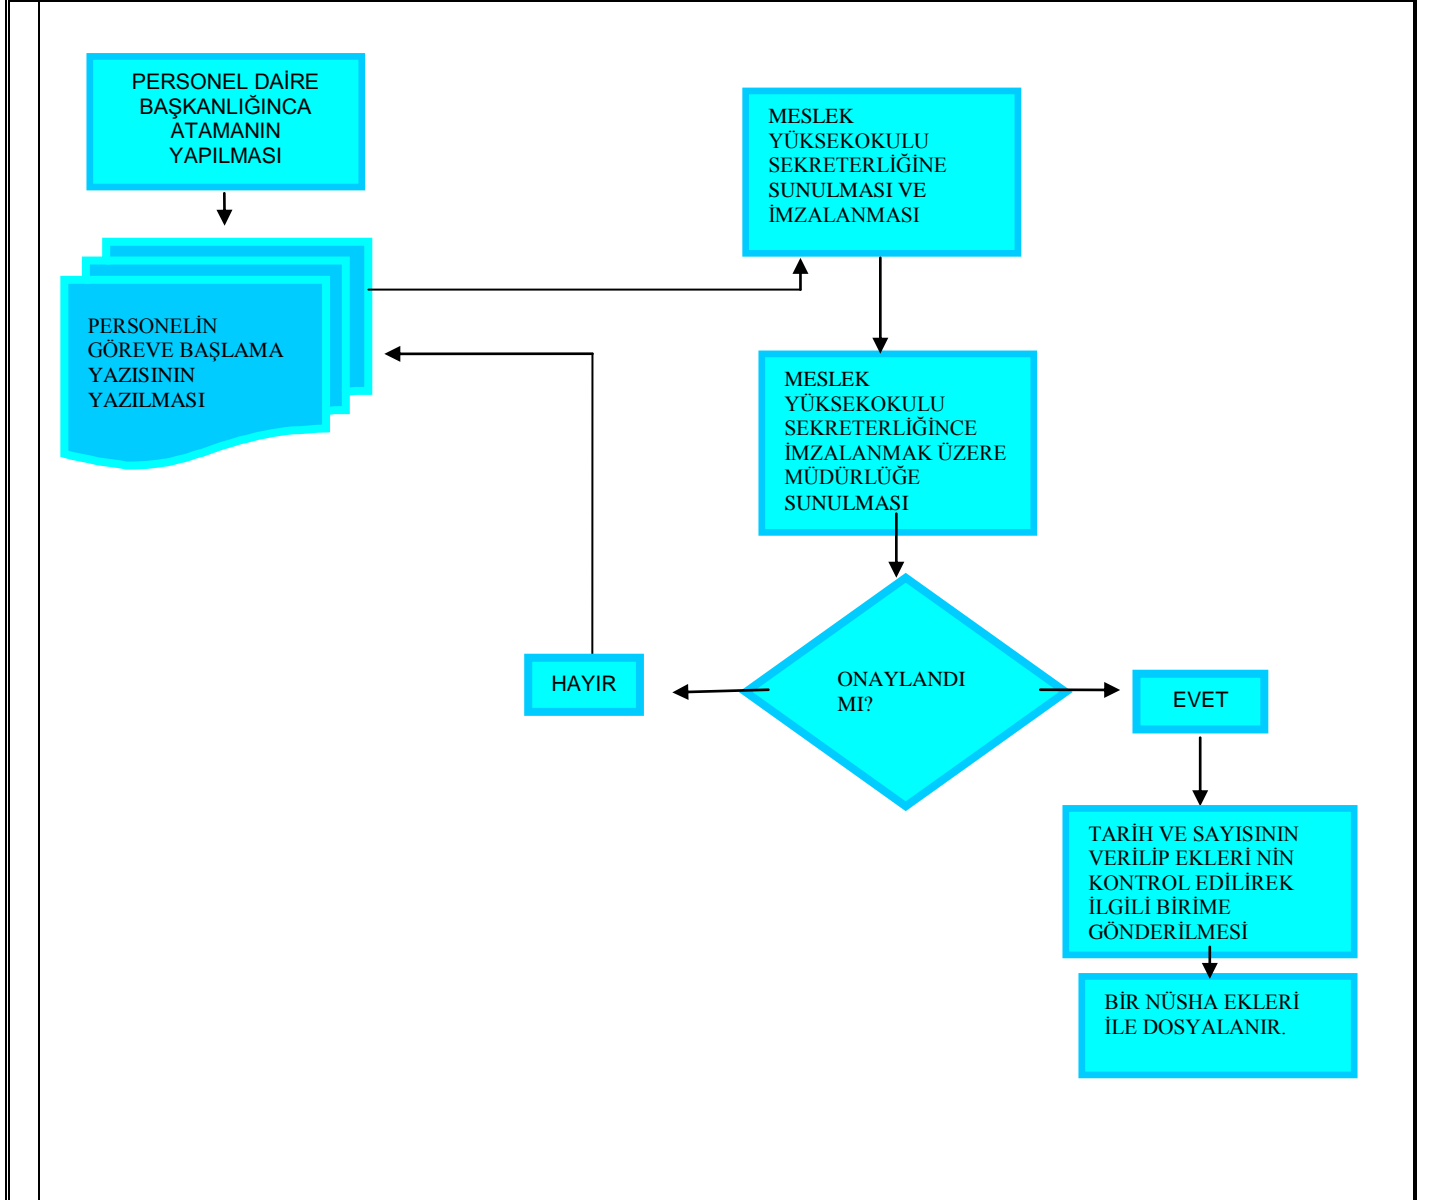 PERSONEL DAİRE
BAŞKANLIĞINCA
ATAMANIN
YAPILMASI
PERSONELİN
GÖREVE BAŞLAMA
YAZISININ
YAZILMASI
MESLEK
YÜKSEKOKULU
SEKRETERLİĞİNE
SUNULMASI VE
İMZALANMASI
MESLEK
YÜKSEKOKULU
SEKRETERLİĞİNCE
İMZALANMAK ÜZERE
MÜDÜRLÜĞE
SUNULMASI
ONAYLANDI
MI?
HAYIR
EVET
TARİH VE SAYISININ
VERİLİP EKLERİ NİN
KONTROL EDİLİREK
İLGİLİ BİRİME
GÖNDERİLMESİ
BİR NÜSHA EKLERİ
İLE DOSYALANIR.